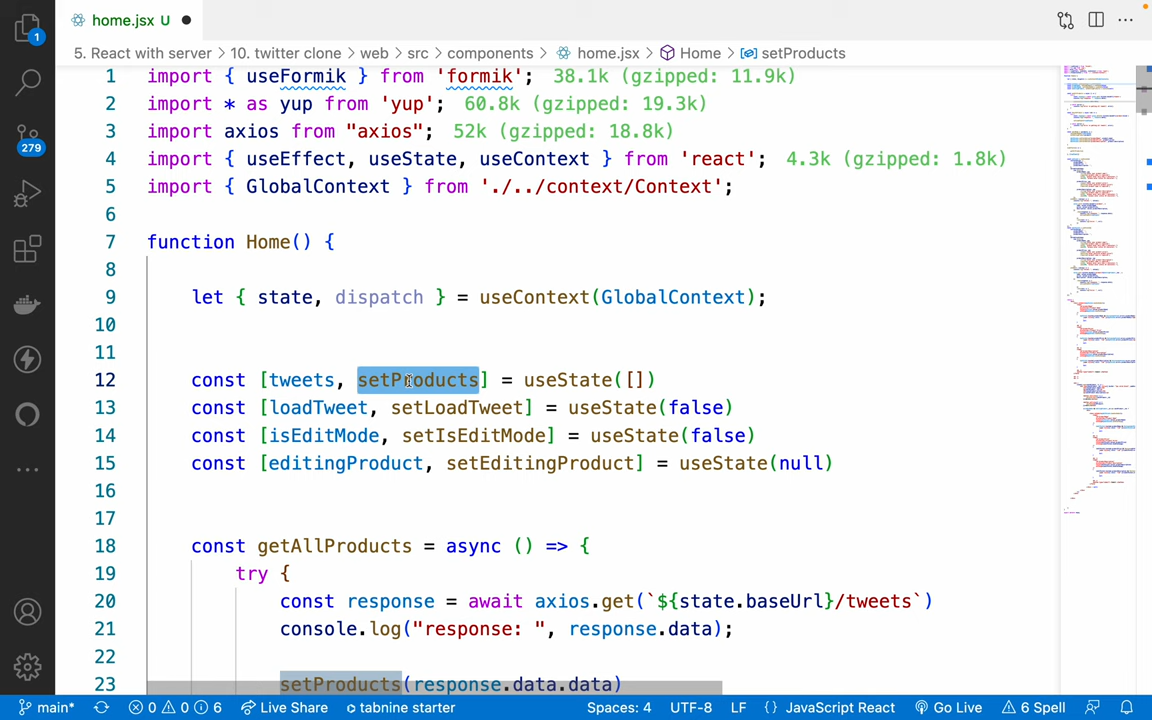 home.jsx U
5. React with server > 10. twitter clone > web > src > components > home.jsx > Home > setProducts
1 import { useFormik } from 'formik'; 38.1k (gzipped: 11.9k)
2 import * as yup from 'yup'; 60.8k (gzipped: 19.3k)
3 import axios from "axios"; 52k (gzipped: 18.8k)
4 import { useEffect, useState, useContext } from 'react'; 4.3k (gzipped: 1.8k)
5 import { GlobalContext } from './../context/Context';
6
7 function Home() {
8
9 let { state, dispatch } = useContext(GlobalContext);
10
11
12 const [tweets, setProducts] = useState([])
13 const [loadTweet, setLoadTweet] = useState(false)
14 const [isEditMode, setIsEditMode] = useState(false)
15 const [editingProduct, setEditingProduct] = useState(null)
16
17
18 const getAllProducts = async () => {
19 try {
20 const response = await axios.get(`${state.baseUrl}/tweets`)
21 console.log("response: ", response.data);
22
23 setProducts(response.data.data)
1
279
main* 0 0 6 Live Share tabnine starter Spaces: 4 UTF-8 LF {} JavaScript React Go Live 6 Spell